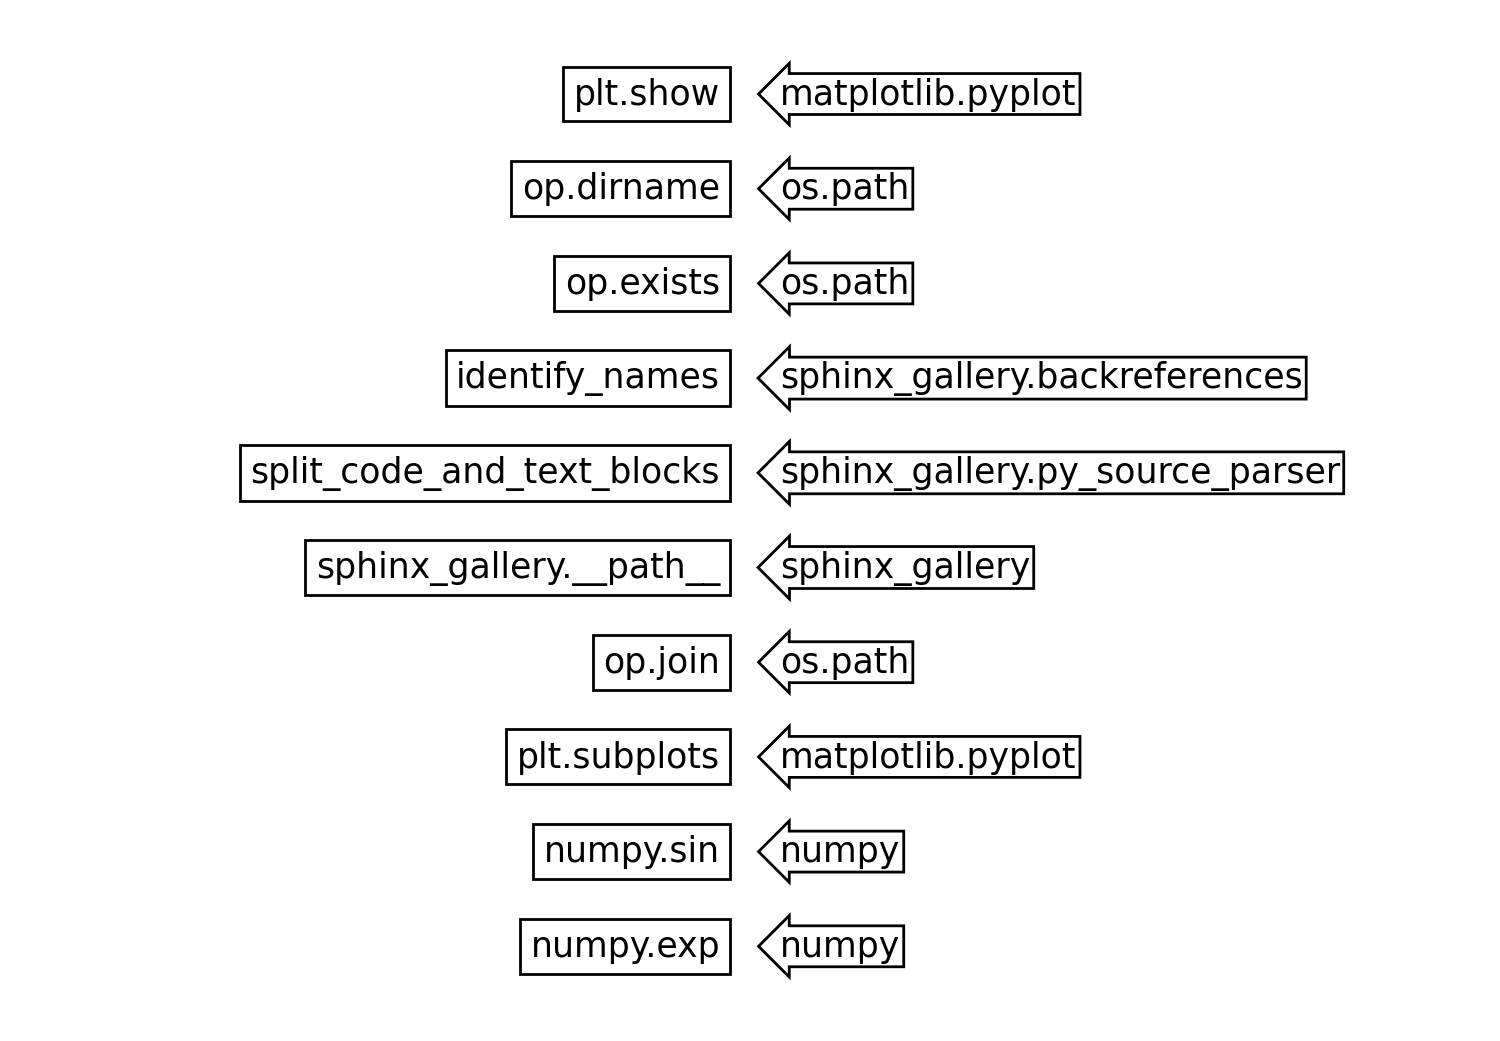 plt.show matplotlib.pyplot
op.dirname os.path
op.exists os.path
identify_names sphinx_gallery.backreferences
split_code_and_text_blocks sphinx_gallery.py_source_parser
sphinx_gallery.__path__ sphinx_gallery
op.join os.path
plt.subplots matplotlib.pyplot
numpy.sin numpy
numpy.exp numpy